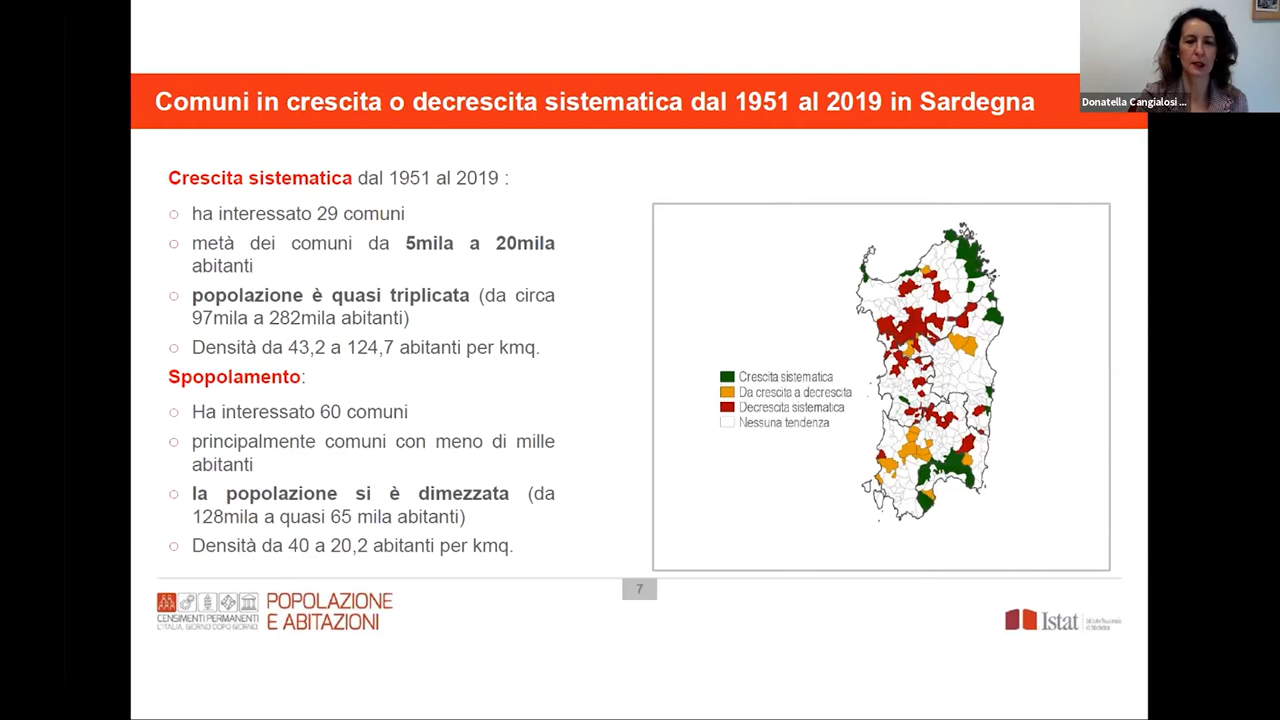 Comuni in crescita o decrescita sistematica dal 1951 al 2019 in Sardegna
Donatella Cangialosi ...
Crescita sistematica dal 1951 al 2019 :
ha interessato 29 comuni
metà dei comuni da 5mila a 20mila
abitanti
popolazione è quasi triplicata (da circa
97mila a 282mila abitanti)
Densità da 43,2 a 124,7 abitanti per kmq.
Spopolamento:
Ha interessato 60 comuni
principalmente comuni con meno di mille
abitanti
la popolazione si è dimezzata (da
128mila a quasi 65 mila abitanti)
Densità da 40 a 20,2 abitanti per kmq.
Crescita sistematica
Da crescita a decrescita
Decrescita sistematica
Nessuna tendenza
7
CENSIMENTI PERMANENTI
L'ITALIA, GIORNO DOPO GIORNO
POPOLAZIONE
E ABITAZIONI
Istat